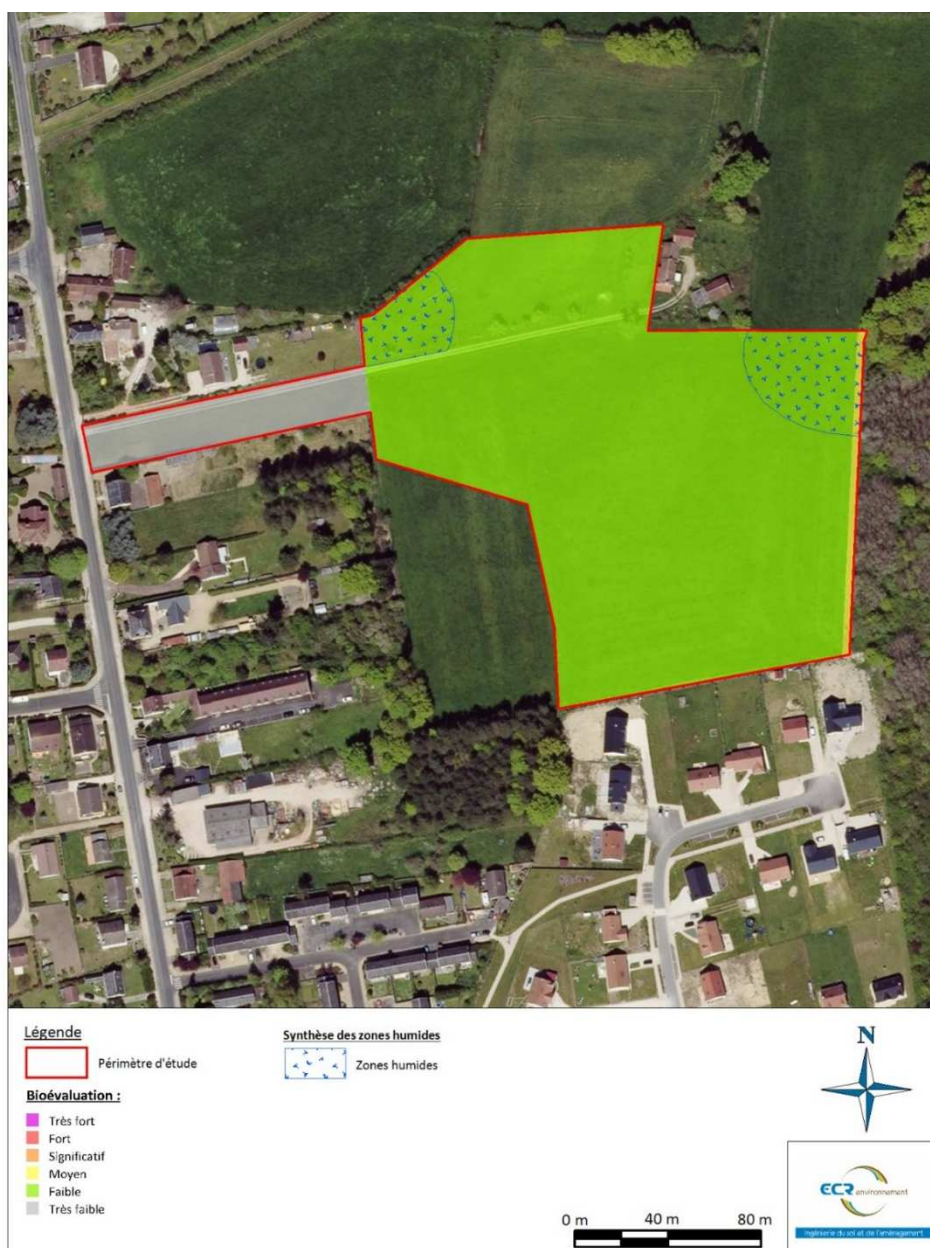 Légende
Périmètre d'étude
Bioévaluation :
Très fort
Fort
Significatif
Moyen
Faible
Très faible
Synthèse des zones humides
Zones humides
N
0 m 40 m 80 m
ECR environnement
Ingénierie du sol et de l'aménagement